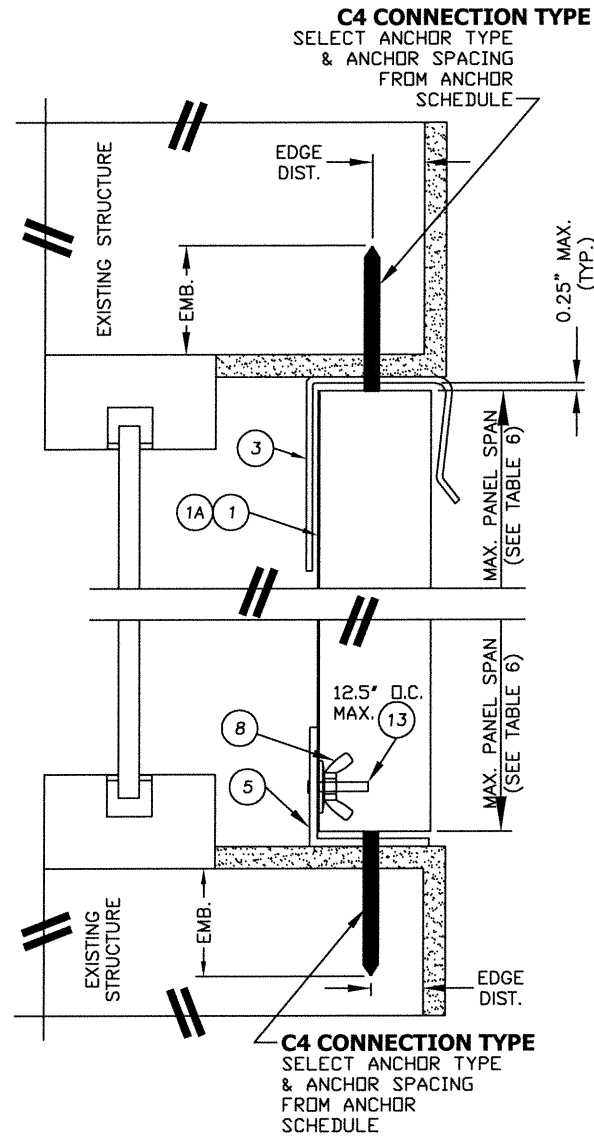 C4 CONNECTION TYPE
SELECT ANCHOR TYPE
& ANCHOR SPACING
FROM ANCHOR
SCHEDULE
EDGE
DIST.
EXISTING STRUCTURE
EMB.
0.25" MAX.
(TYP.)
3
1A 1
MAX. PANEL SPAN
(SEE TABLE 6)
12.5" O.C.
MAX. 13
8
5
MAX. PANEL SPAN
(SEE TABLE 6)
EMB.
EXISTING
STRUCTURE
EDGE
DIST.
C4 CONNECTION TYPE
SELECT ANCHOR TYPE
& ANCHOR SPACING
FROM ANCHOR
SCHEDULE